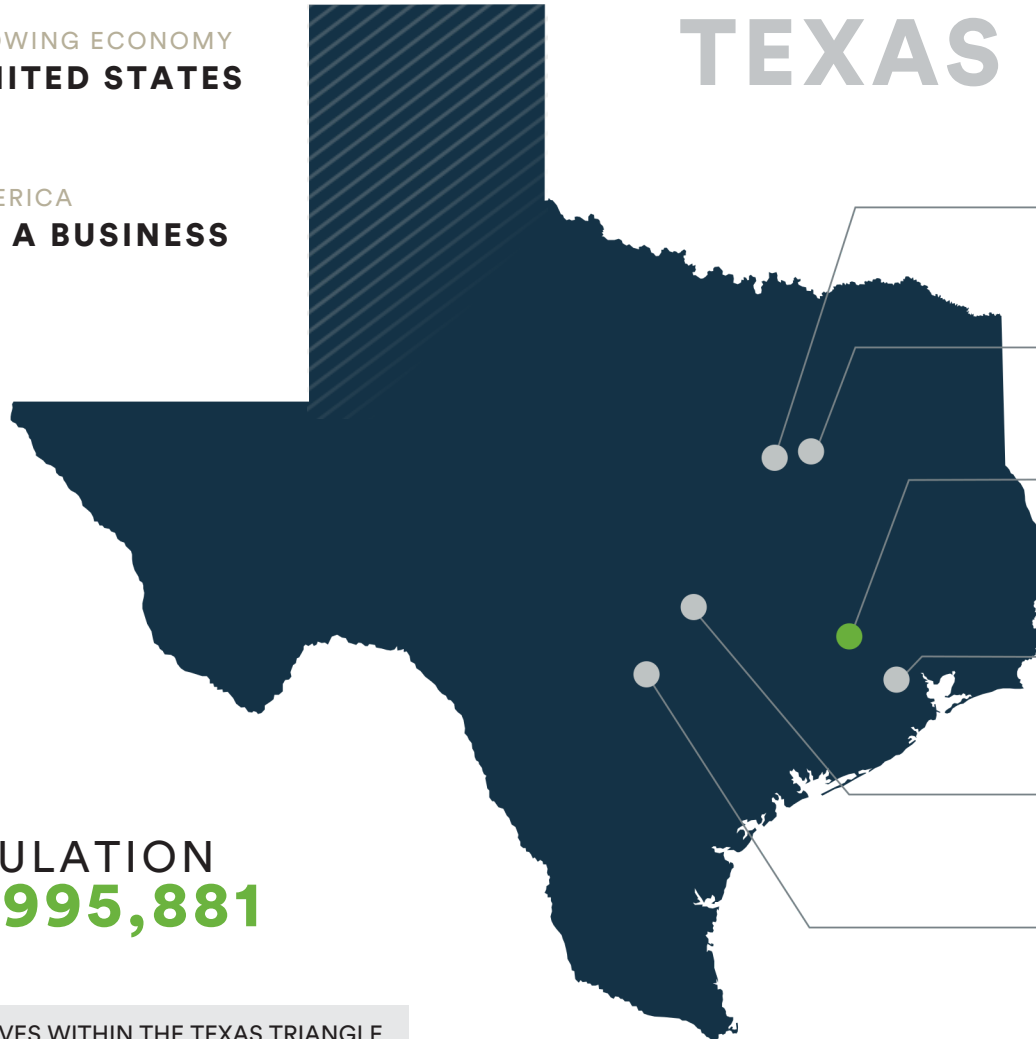 OWING ECONOMY
NITED STATES
ERICA
A BUSINESS
TEXAS
ULATION
995,881
VES WITHIN THE TEXAS TRIANGLE